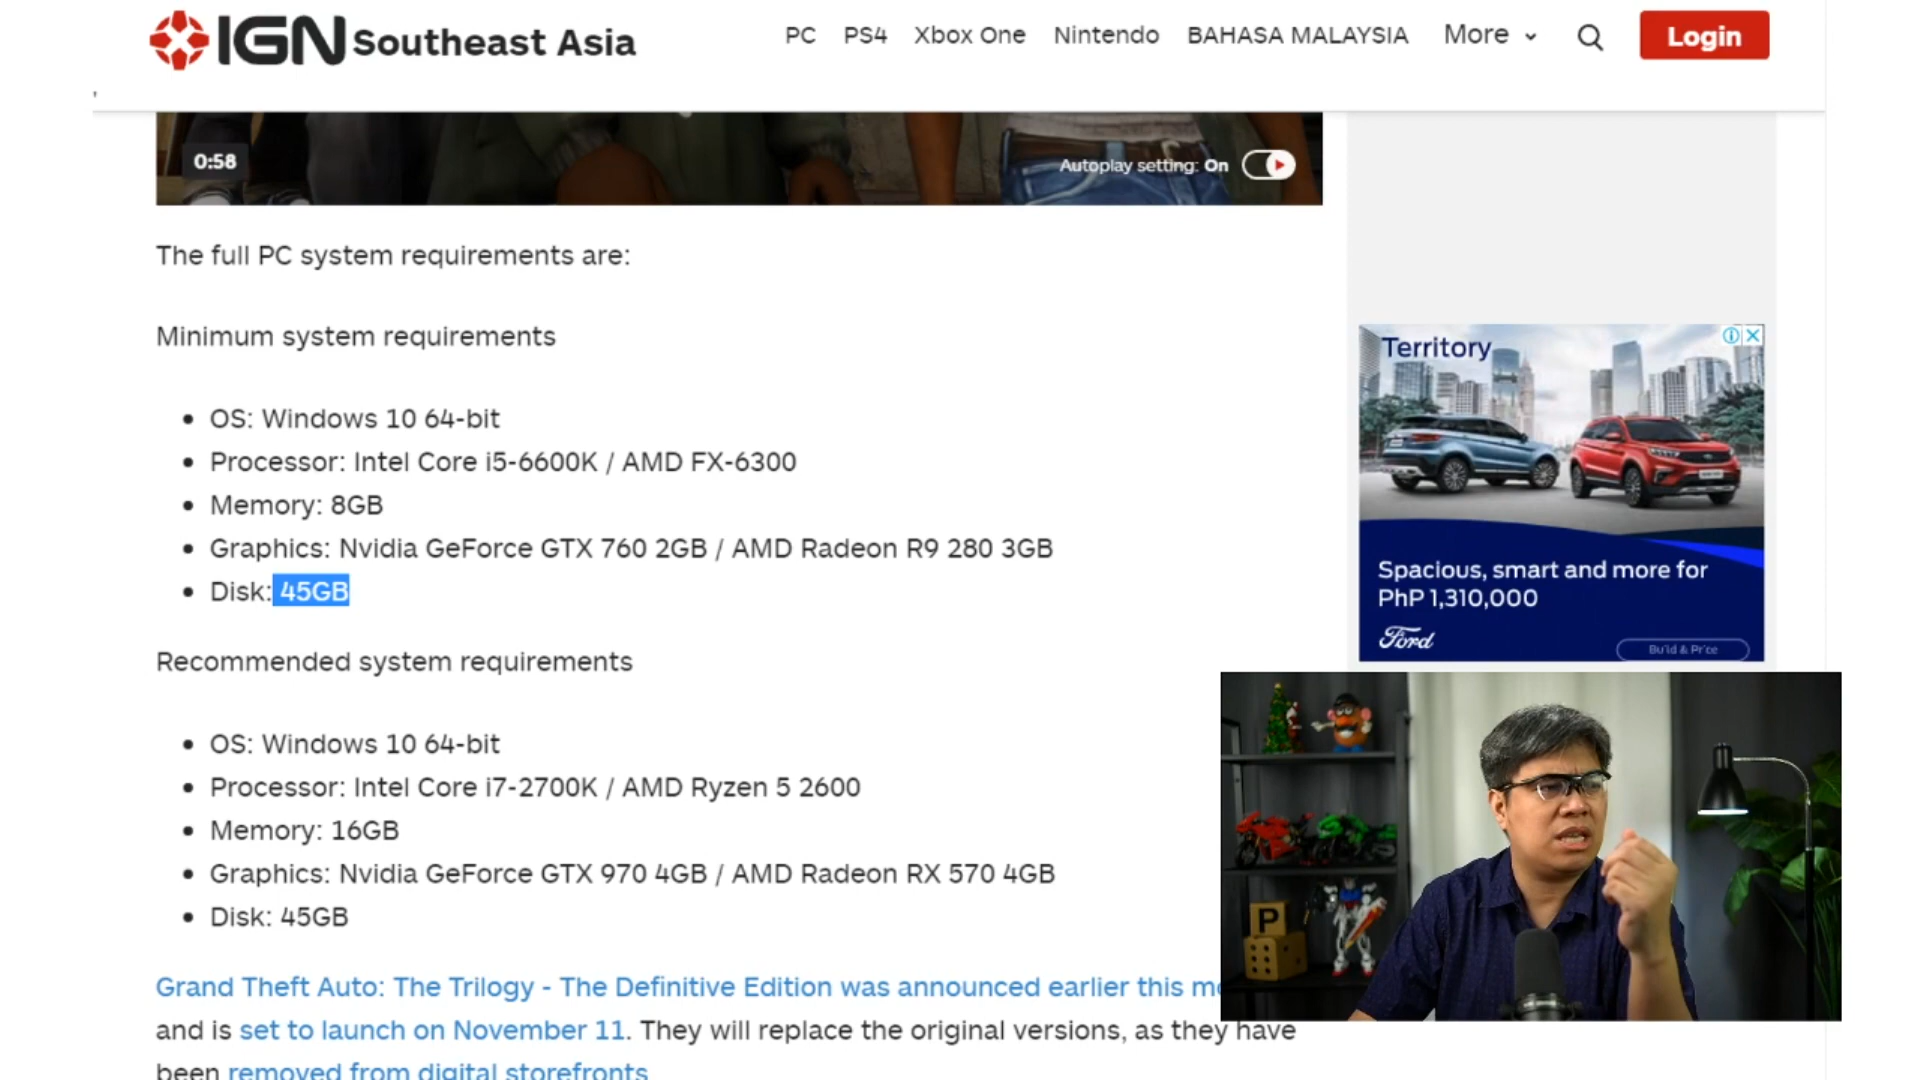 IGN Southeast Asia
PC PS4 Xbox One Nintendo BAHASA MALAYSIA More Login
0:58
Autoplay setting: On
The full PC system requirements are:
Minimum system requirements
OS: Windows 10 64-bit
Processor: Intel Core i5-6600K / AMD FX-6300
Memory: 8GB
Graphics: Nvidia GeForce GTX 760 2GB / AMD Radeon R9 280 3GB
Disk: 45GB
Recommended system requirements
OS: Windows 10 64-bit
Processor: Intel Core i7-2700K / AMD Ryzen 5 2600
Memory: 16GB
Graphics: Nvidia GeForce GTX 970 4GB / AMD Radeon RX 570 4GB
Disk: 45GB
Grand Theft Auto: The Trilogy - The Definitive Edition was announced earlier this
and is set to launch on November 11. They will replace the original versions, as they have
been removed from digital storefronts
Territory
Spacious, smart and more for
PhP 1,310,000
Ford
Build & Price
P